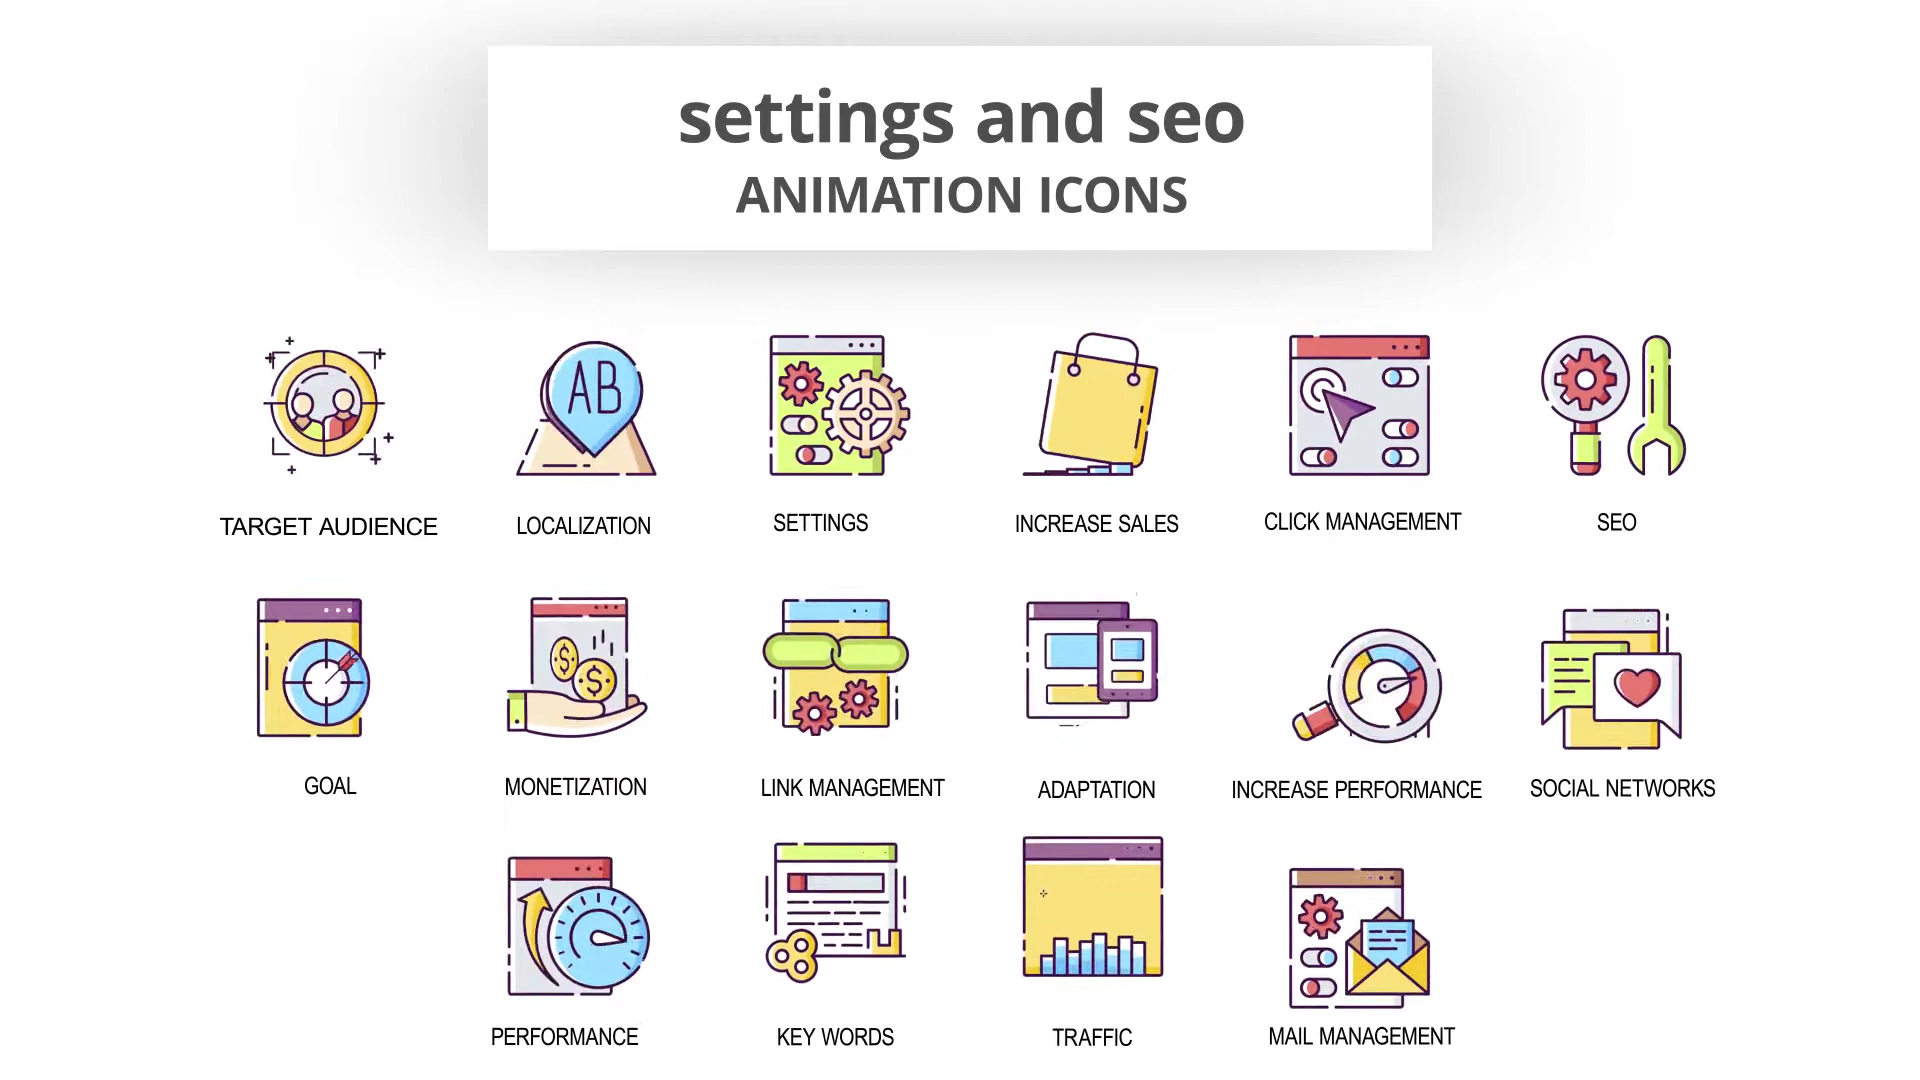 settings and seo
ANIMATION ICONS
AB
TARGET AUDIENCE
LOCALIZATION
SETTINGS
INCREASE SALES
CLICK MANAGEMENT
SEO
$
$
GOAL
MONETIZATION
LINK MANAGEMENT
ADAPTATION
INCREASE PERFORMANCE
SOCIAL NETWORKS
PERFORMANCE
KEY WORDS
TRAFFIC
MAIL MANAGEMENT